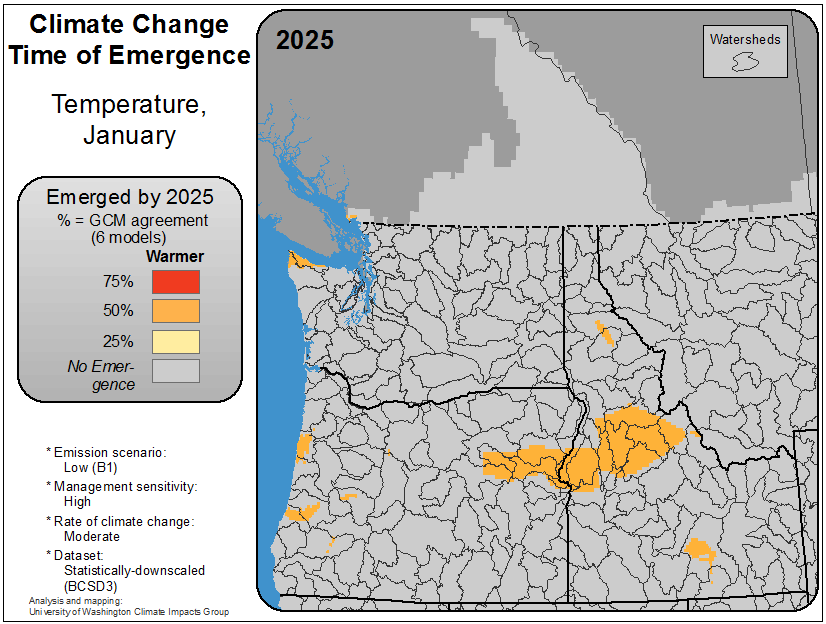 Climate Change
Time of Emergence
Temperature,
January
Emerged by 2025
% = GCM agreement
(6 models)
Warmer
75%
50%
25%
No Emer-
gence
* Emission scenario:
Low (B1)
* Management sensitivity:
High
* Rate of climate change:
Moderate
* Dataset:
Statistically-downscaled
(BCSD3)
Analysis and mapping:
University of Washington Climate Impacts Group
2025
Watersheds